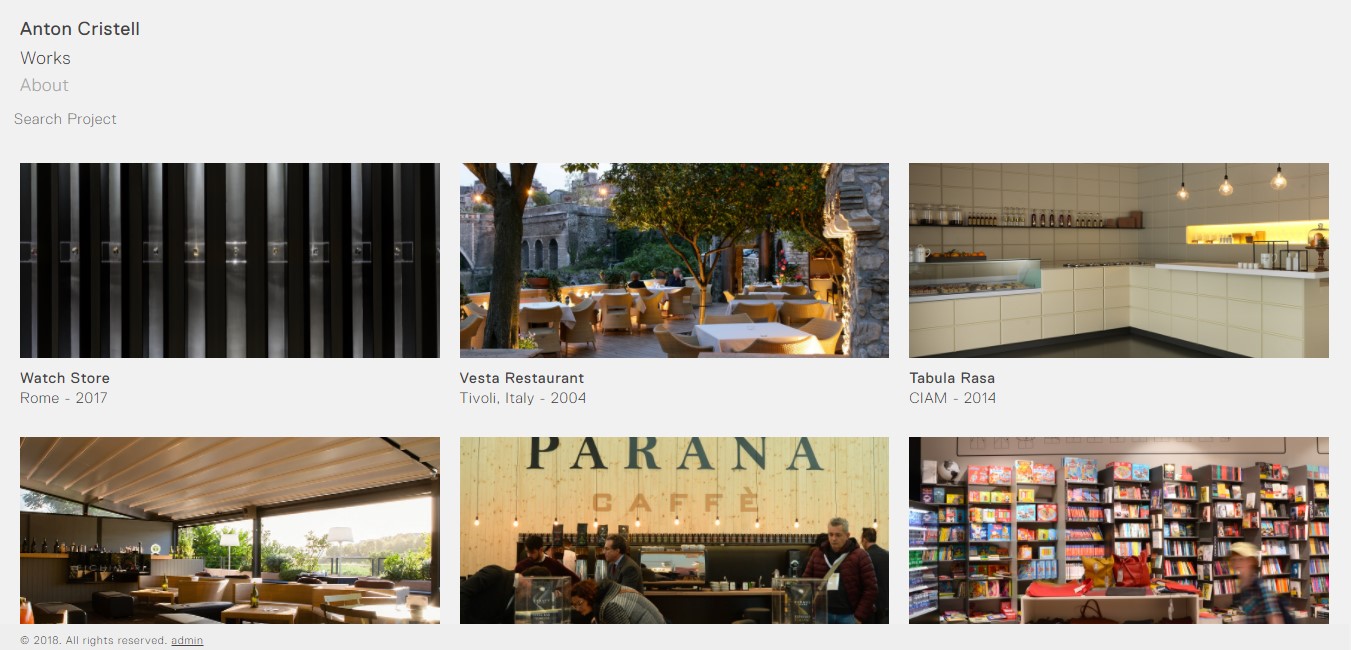 Anton Cristell
Works
About
Search Project
Watch Store
Rome - 2017
Vesta Restaurant
Tivoli, Italy - 2004
Tabula Rasa
CIAM - 2014
PARANA
CAFFÈ
© 2018. All rights reserved. admin